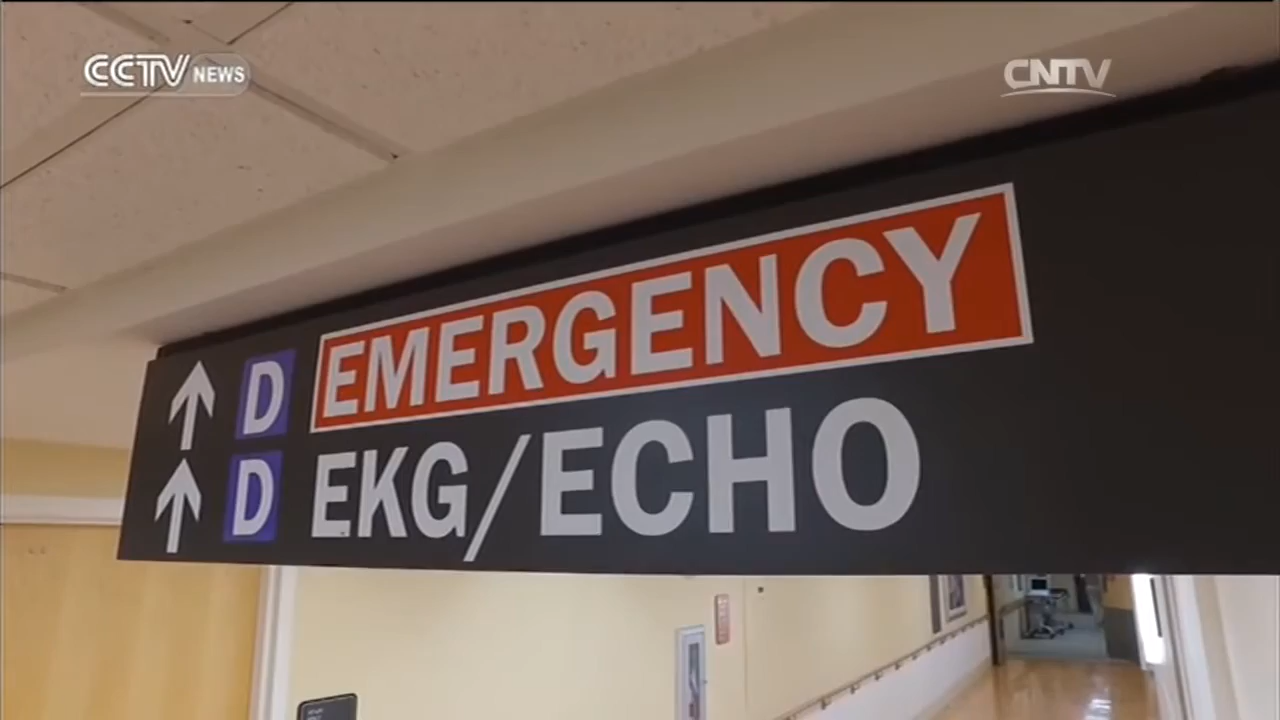 CCTV NEWS
CNTV
↑ D EMERGENCY
↑ D EKG/ECHO